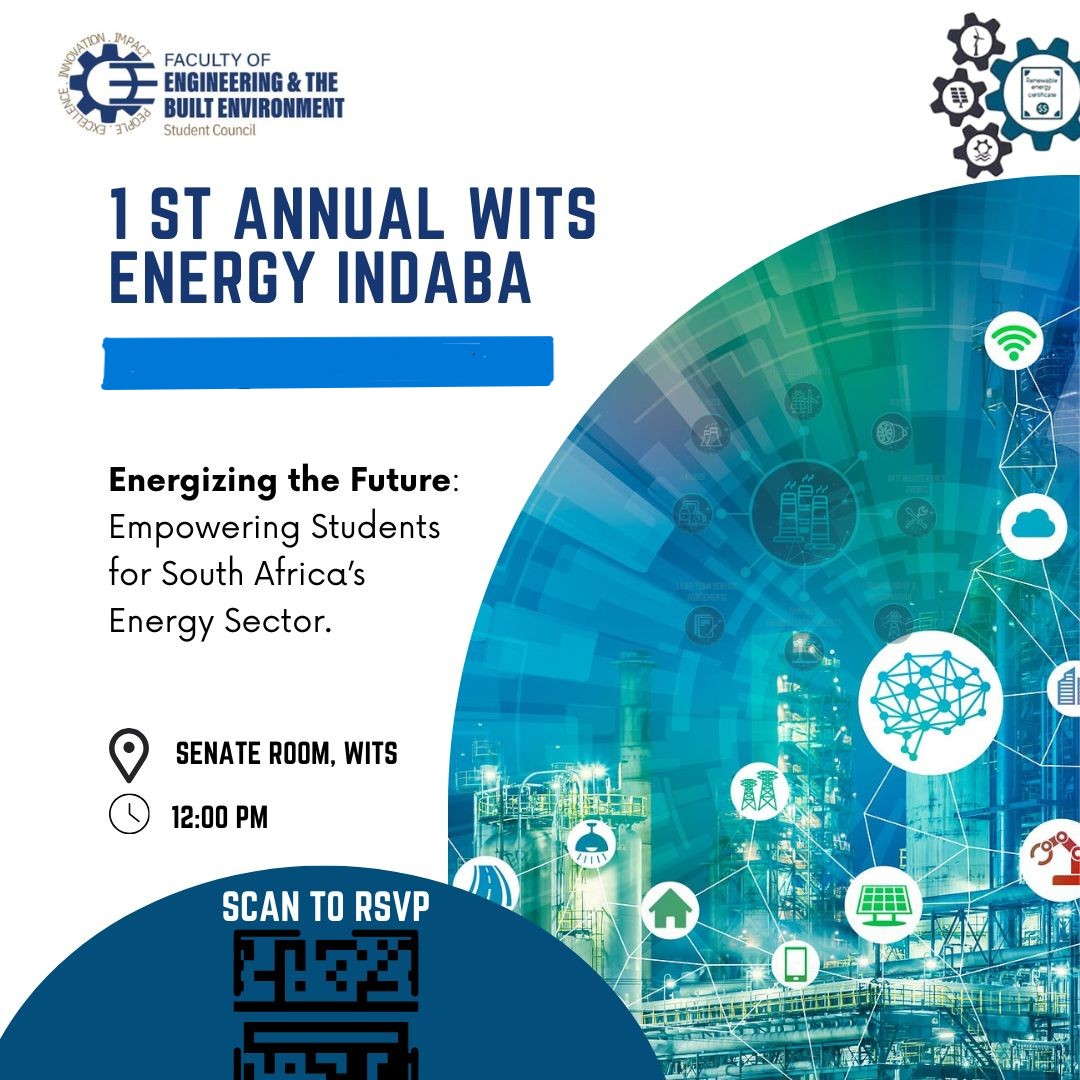 INNOVATION . IMPACT
EXCELLENCE . PEOPLE
FACULTY OF
ENGINEERING & THE
BUILT ENVIRONMENT
Student Council
Renewable
energy
certificate
1 ST ANNUAL WITS
ENERGY INDABA
Energizing the Future:
Empowering Students
for South Africa's
Energy Sector.
SENATE ROOM, WITS
12:00 PM
SCAN TO RSVP